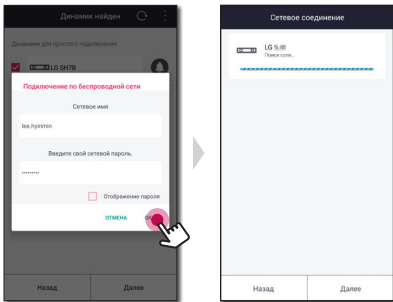 Динамик найден
Динамики для простого подключения
LG SH7B
Подключение по беспроводной сети
Сетевое имя
lee.hyinmin
Введите свой сетевой пароль.
.........
Отображение пароля
ОТМЕНА
Назад
Далее
Сетевое соединение
LG
Поиск сети...
Назад
Далее